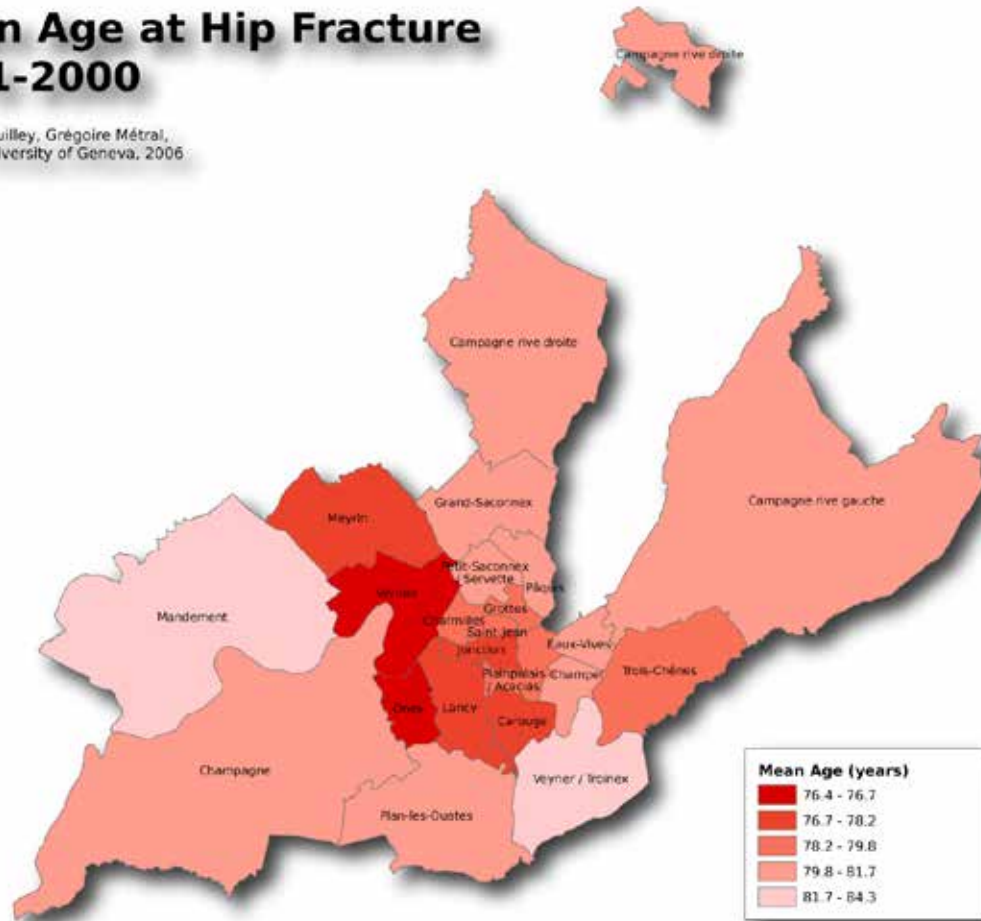 n Age at Hip Fracture
1-2000
uilley, Grégoire Métral,
iversity of Geneva, 2006
Campagne rive droite
Campagne rive droite
Grand-Saconnex
Campagne rive gauche
Meyrin
Petit-Saconnex
/ Servette
Pâquis
Vernier
Mandement
Grottes
Charmilles
Saint-Jean
Jonction
Eaux-Vives
Trois-Chênes
Plainpalais
/ Acacias
Champel
Onex
Lancy
Carouge
Champagne
Veyrier / Troinex
Plan-les-Ouates
Mean Age (years)
76.4 - 76.7
76.7 - 78.2
78.2 - 79.8
79.8 - 81.7
81.7 - 84.3